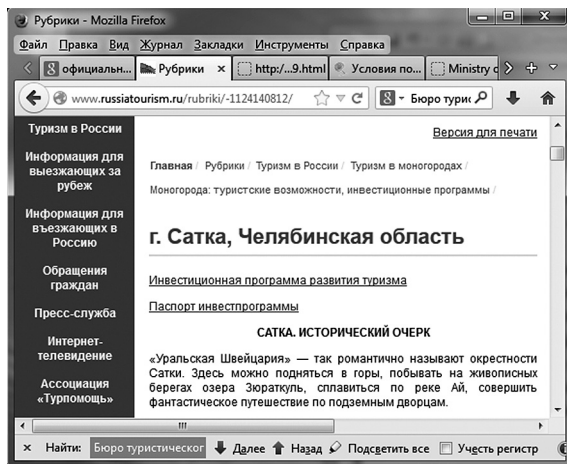 Рубрики - Mozilla Firefox
Файл Правка Вид Журнал Закладки Инструменты Справка
официальн... Рубрики × http:/...9.html Условия по... Ministry c
www.russiatourism.ru/rubriki/-1124140812/ Бюро турис
Версия для печати
Туризм в России
Информация для
выезжающих за
рубеж
Информация для
въезжающих в
Россию
Обращения
граждан
Пресс-служба
Интернет-
телевидение
Ассоциация
«Турпомощь»
Главная / Рубрики / Туризм в России / Туризм в моногородах /
Моногорода: туристские возможности, инвестиционные программы /
г. Сатка, Челябинская область
Инвестиционная программа развития туризма
Паспорт инвестпрограммы
САТКА. ИСТОРИЧЕСКИЙ ОЧЕРК
«Уральская Швейцария» — так романтично называют окрестности
Сатки. Здесь можно подняться в горы, побывать на живописных
берегах озера Зюраткуль, сплавиться по реке Ай, совершить
фантастическое путешествие по подземным дворцам.
× Найти: Бюро туристическог Далее Назад Подсветить все Учесть регистр